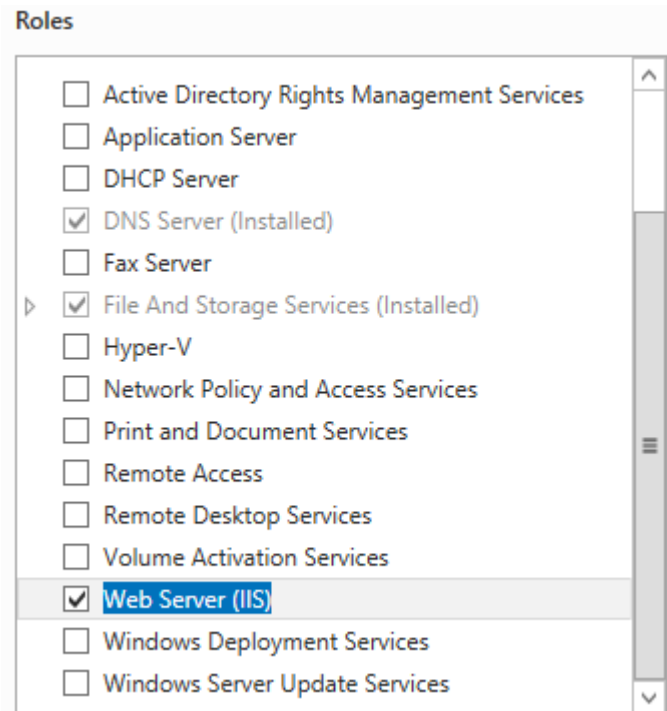 Roles
Active Directory Rights Management Services
Application Server
DHCP Server
DNS Server (Installed)
Fax Server
File And Storage Services (Installed)
Hyper-V
Network Policy and Access Services
Print and Document Services
Remote Access
Remote Desktop Services
Volume Activation Services
Web Server (IIS)
Windows Deployment Services
Windows Server Update Services